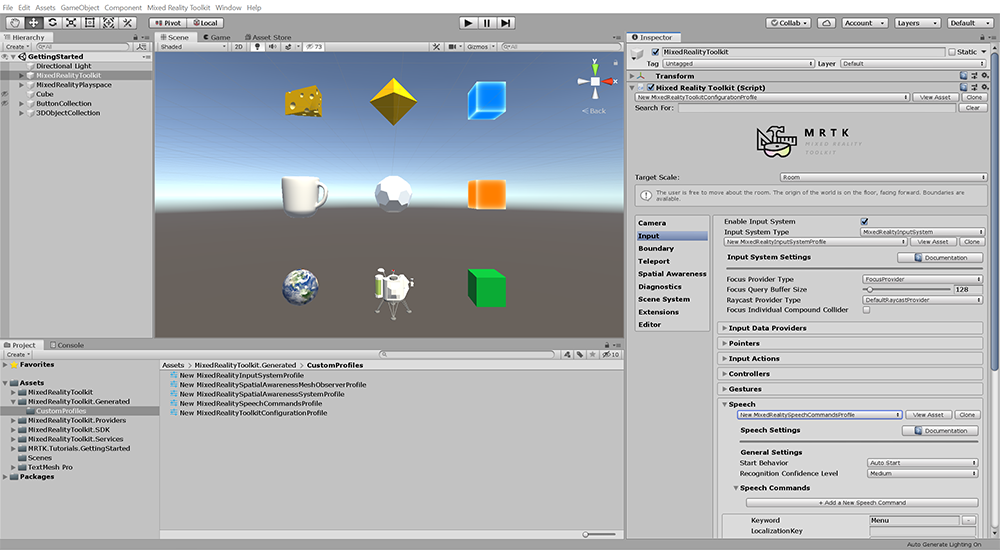 File Edit Assets GameObject Component Mixed Reality Toolkit Window Help
Pivot Local Collab Account Layers Default
Hierarchy
Create All
GettingStarted
Directional Light
MixedRealityToolkit
MixedRealityPlayspace
Cube
ButtonCollection
3DObjectCollection
Scene Game Asset Store
Shaded 2D 73 Gizmos All
y
x
Back
Inspector
MixedRealityToolkit Static
Tag Untagged Layer Default
Transform
Mixed Reality Toolkit (Script)
New MixedRealityToolkitConfigurationProfile View Asset Clone
Search For: Clear
MRTK
MIXED REALITY
TOOLKIT
Target Scale: Room
The user is free to move about the room. The origin of the world is on the floor, facing forward. Boundaries are
available.
Camera
Input
Boundary
Teleport
Spatial Awareness
Diagnostics
Scene System
Extensions
Editor
Enable Input System
Input System Type MixedRealityInputSystem
New MixedRealityInputSystemProfile View Asset Clone
Input System Settings Documentation
Focus Provider Type FocusProvider
Focus Query Buffer Size 128
Raycast Provider Type DefaultRaycastProvider
Focus Individual Compound Collider
Input Data Providers
Pointers
Input Actions
Controllers
Gestures
Speech
New MixedRealitySpeechCommandsProfile View Asset Clone
Speech Settings Documentation
General Settings
Start Behavior Auto Start
Recognition Confidence Level Medium
Speech Commands
+ Add a New Speech Command
Keyword Menu -
LocalizationKey
Project Console
Create 10
Favorites
Assets
MixedRealityToolkit
MixedRealityToolkit.Generated
CustomProfiles
MixedRealityToolkit.Providers
MixedRealityToolkit.SDK
MixedRealityToolkit.Services
MRTK.Tutorials.GettingStarted
Scenes
TextMesh Pro
Packages
Assets > MixedRealityToolkit.Generated > CustomProfiles
New MixedRealityInputSystemProfile
New MixedRealitySpatialAwarenessMeshObserverProfile
New MixedRealitySpatialAwarenessSystemProfile
New MixedRealitySpeechCommandsProfile
New MixedRealityToolkitConfigurationProfile
Auto Generate Lighting On